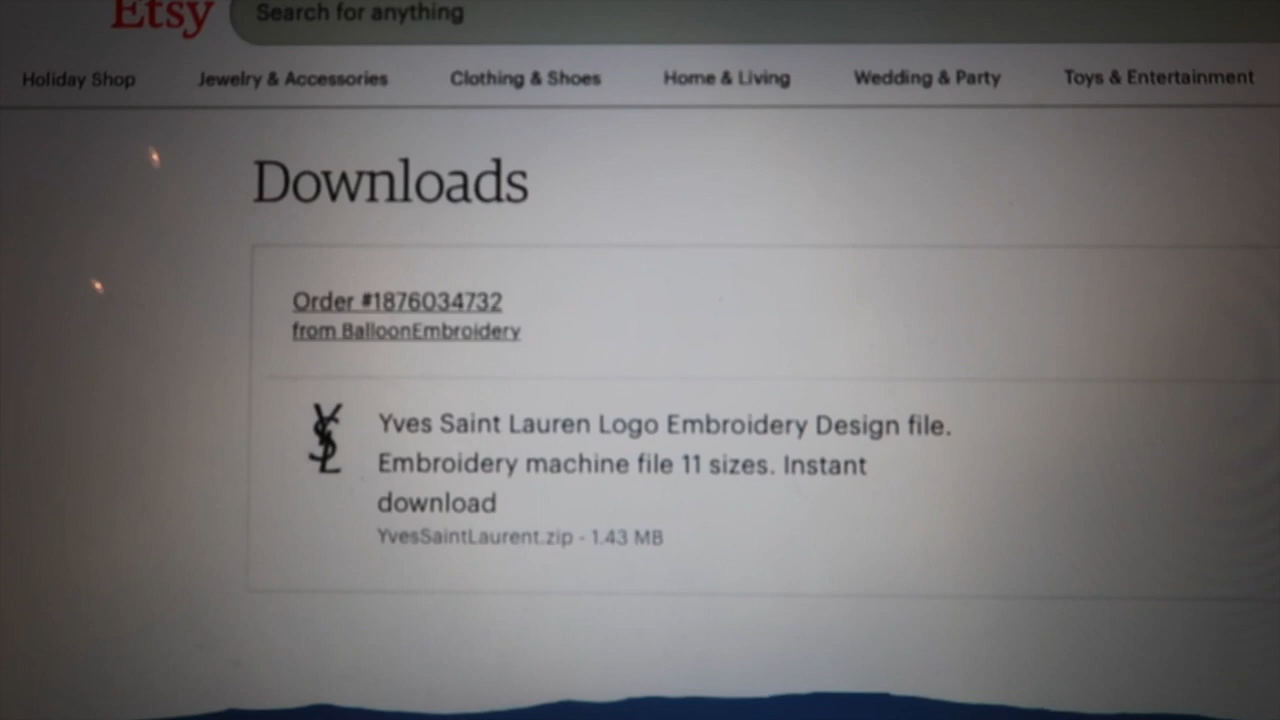 Etsy
Search for anything
Holiday Shop Jewelry & Accessories Clothing & Shoes Home & Living Wedding & Party Toys & Entertainment
Downloads
Order #1876034732
from BalloonEmbroidery
YSL
Yves Saint Lauren Logo Embroidery Design file.
Embroidery machine file 11 sizes. Instant
download
YvesSaintLaurent.zip - 1.43 MB